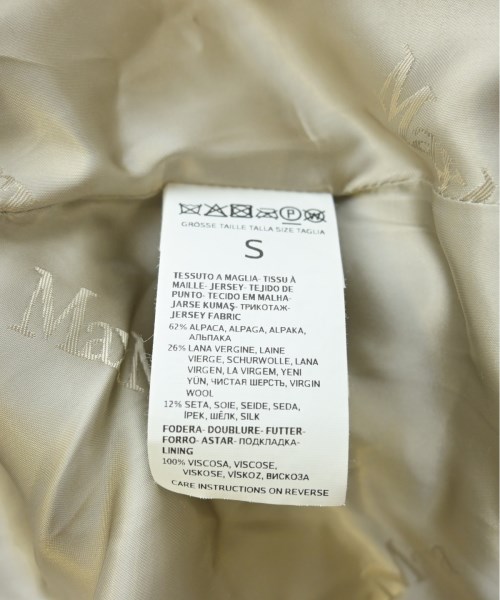 Max
GROSSE TAILLE TALLA SIZE TAGLIA
S
TESSUTO A MAGLIA- TISSU À
MAILLE- JERSEY- TEJIDO DE
PUNTO- TECIDO EM MALHA-
JARSE KUMAŞ- ТРИКОТАЖ-
JERSEY FABRIC
62% ALPACA, ALPAGA, ALPAKA,
АЛЬПАКА
26% LANA VERGINE, LAINE
VIERGE, SCHURWOLLE, LANA
VIRGEN, LA VIRGEM, YENI
YÜN, ЧИСТАЯ ШЕРСТЬ, VIRGIN
WOOL
12% SETA, SOIE, SEIDE, SEDA,
İPEK, ШЁЛК, SILK
FODERA- DOUBLURE- FUTTER-
FORRO- ASTAR- ПОДКЛАДКА-
LINING
100% VISCOSA, VISCOSE,
VISKOSE, VİSKOZ, ВИСКОЗА
CARE INSTRUCTIONS ON REVERSE